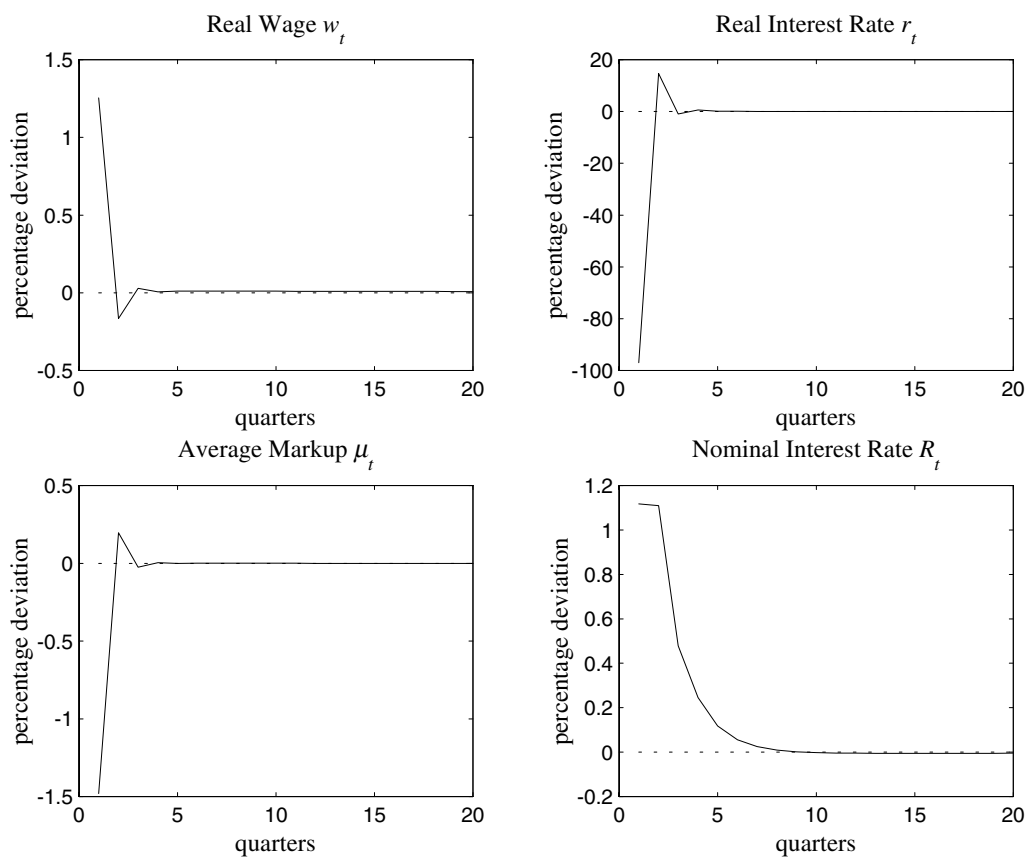 Real Wage w_t
1.5
1
0.5
0
-0.5
0 5 10 15 20
percentage deviation
quarters
Real Interest Rate r_t
20
0
-20
-40
-60
-80
-100
0 5 10 15 20
percentage deviation
quarters
Average Markup μ_t
0.5
0
-0.5
-1
-1.5
0 5 10 15 20
percentage deviation
quarters
Nominal Interest Rate R_t
1.2
1
0.8
0.6
0.4
0.2
0
-0.2
0 5 10 15 20
percentage deviation
quarters